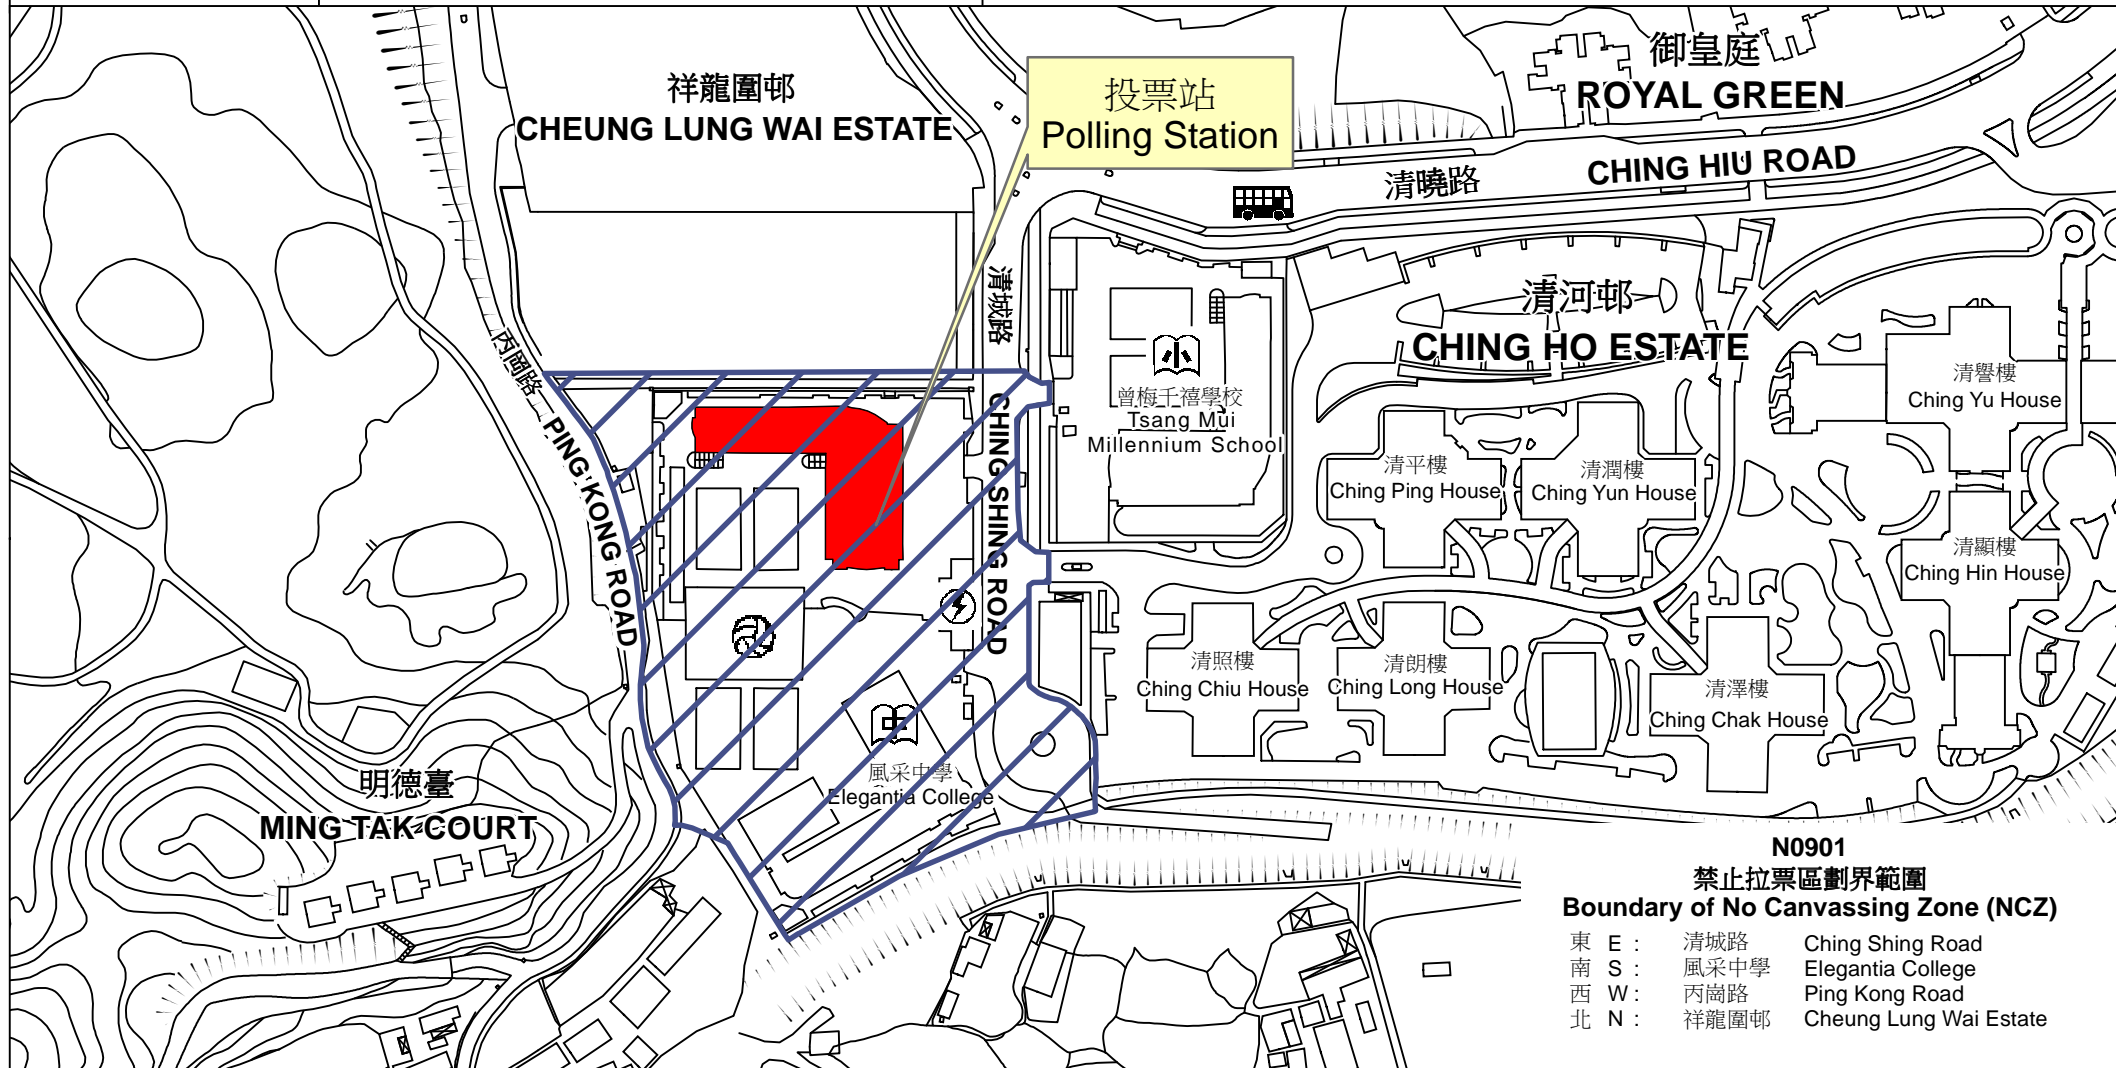 祥龍圍邨
CHEUNG LUNG WAI ESTATE
投票站
Polling Station
御皇庭
ROYAL GREEN
清曉路
CHING HIU ROAD
清城路
CHING SHING ROAD
丙崗路
PING KONG ROAD
小
曾梅千禧學校
Tsang Mui
Millennium School
清河邨
CHING HO ESTATE
清譽樓
Ching Yu House
清平樓
Ching Ping House
清潤樓
Ching Yun House
清顯樓
Ching Hin House
清照樓
Ching Chiu House
清朗樓
Ching Long House
清澤樓
Ching Chak House
中
風采中學
Elegantia College
明德臺
MING TAK COURT
N0901
禁止拉票區劃界範圍
Boundary of No Canvassing Zone (NCZ)
東 E : 清城路 Ching Shing Road
南 S : 風采中學 Elegantia College
西 W : 丙崗路 Ping Kong Road
北 N : 祥龍圍邨 Cheung Lung Wai Estate